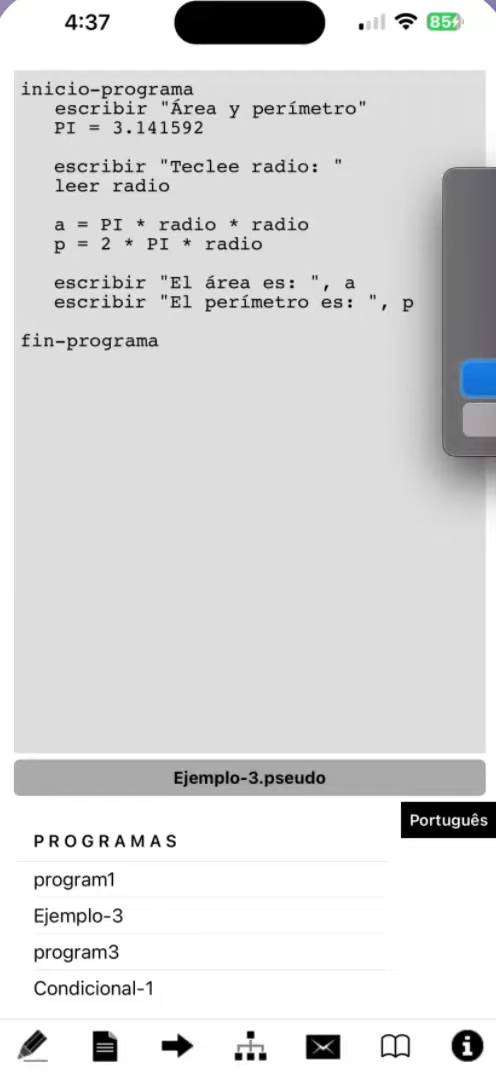 4:37
85
inicio-programa
escribir "Área y perímetro"
PI = 3.141592
escribir "Teclee radio: "
leer radio
a = PI * radio * radio
p = 2 * PI * radio
escribir "El área es: ", a
escribir "El perímetro es: ", p
fin-programa
Ejemplo-3.pseudo
Português
PROGRAMAS
program1
Ejemplo-3
program3
Condicional-1